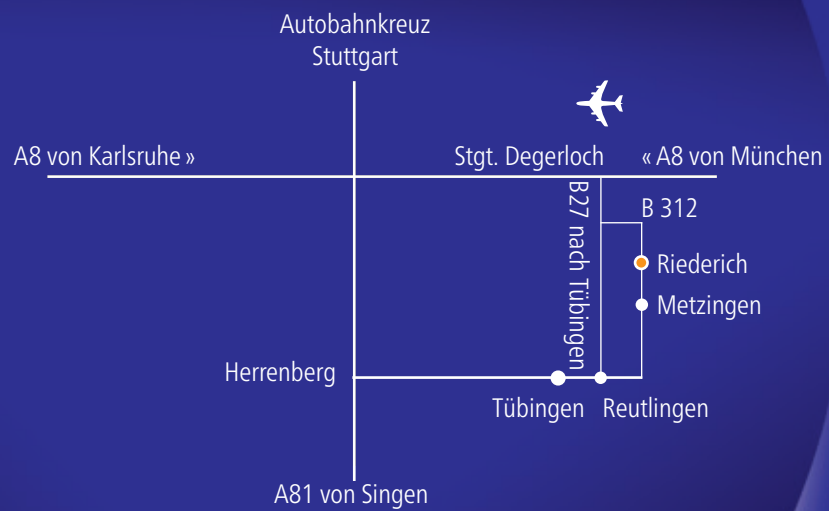 Autobahnkreuz
Stuttgart
A8 von Karlsruhe »
Stgt. Degerloch
« A8 von München
B27 nach Tübingen
B 312
Riederich
Metzingen
Herrenberg
Tübingen
Reutlingen
A81 von Singen